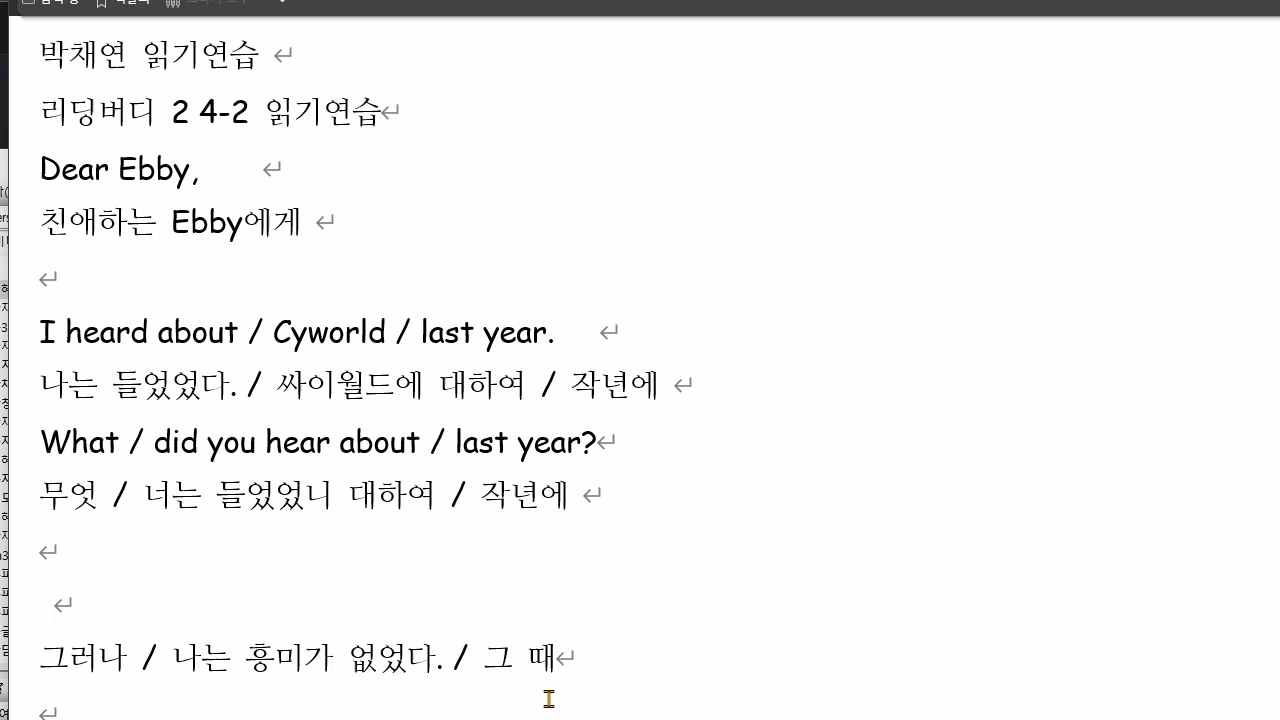 박채연 읽기연습
리딩버디 2 4-2 읽기연습
Dear Ebby,
친애하는 Ebby에게
I heard about / Cyworld / last year.
나는 들었었다. / 싸이월드에 대하여 / 작년에
What / did you hear about / last year?
무엇 / 너는 들었었니 대하여 / 작년에
그러나 / 나는 흥미가 없었다. / 그 때